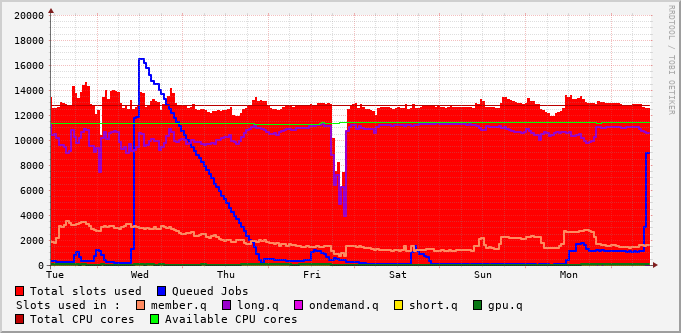 RRDTOOL / TOBI OETIKER
20000
18000
16000
14000
12000
10000
8000
6000
4000
2000
0
Tue Wed Thu Fri Sat Sun Mon
Total slots used Queued Jobs
Slots used in : member.q long.q ondemand.q short.q gpu.q
Total CPU cores Available CPU cores